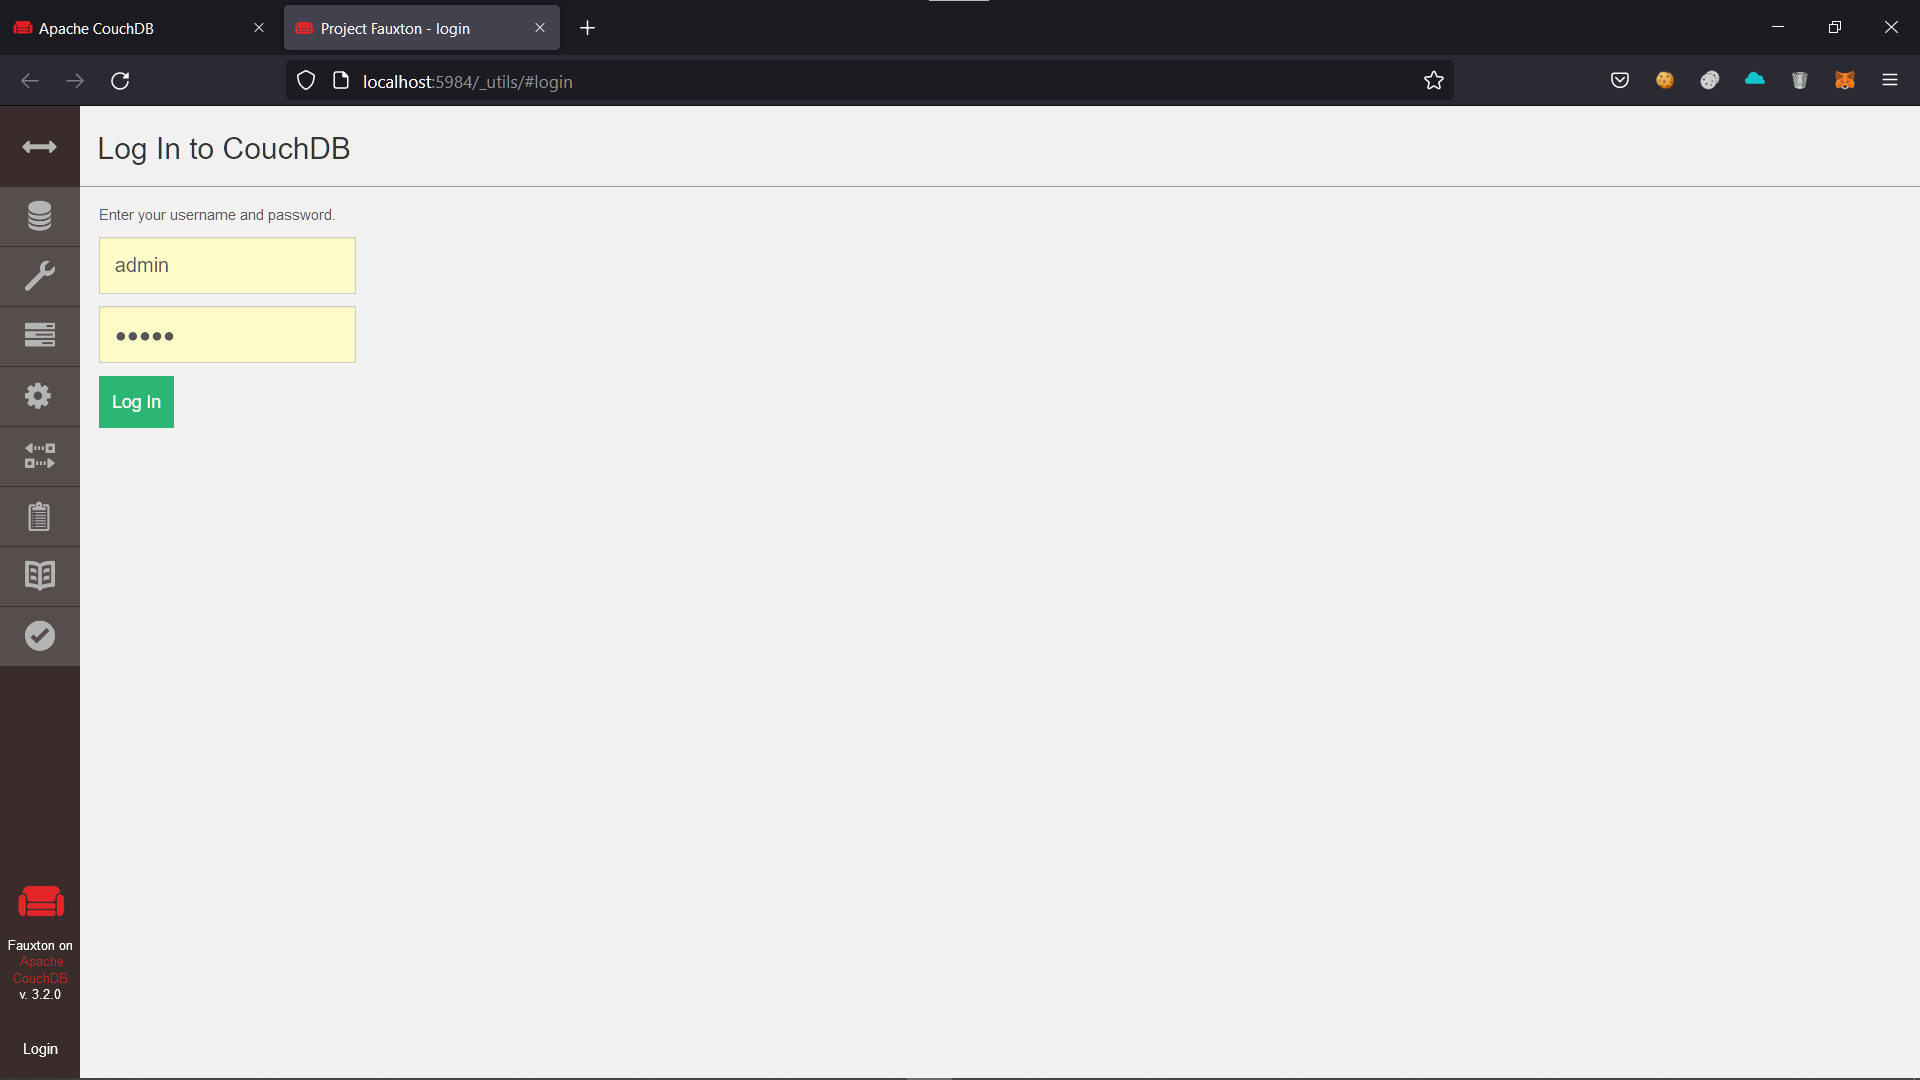 Apache CouchDB
Project Fauxton - login
localhost:5984/_utils/#login
Log In to CouchDB
Enter your username and password.
admin
•••••
Log In
Fauxton on
Apache
CouchDB
v. 3.2.0
Login